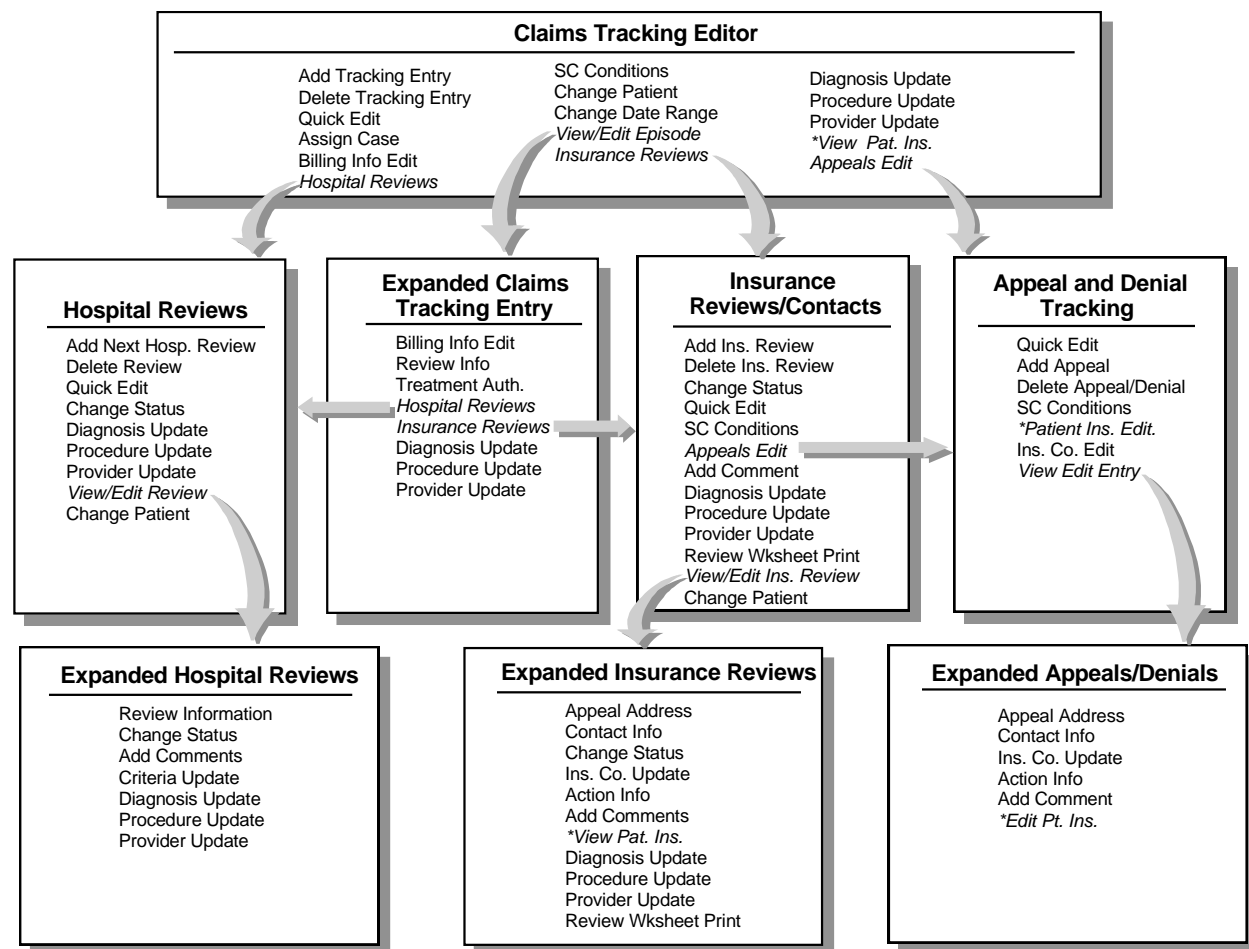 Claims Tracking Editor
Add Tracking Entry
Delete Tracking Entry
Quick Edit
Assign Case
Billing Info Edit
Hospital Reviews
SC Conditions
Change Patient
Change Date Range
View/Edit Episode
Insurance Reviews
Diagnosis Update
Procedure Update
Provider Update
*View Pat. Ins.
Appeals Edit
Hospital Reviews
Add Next Hosp. Review
Delete Review
Quick Edit
Change Status
Diagnosis Update
Procedure Update
Provider Update
View/Edit Review
Change Patient
Expanded Claims
Tracking Entry
Billing Info Edit
Review Info
Treatment Auth.
Hospital Reviews
Insurance Reviews
Diagnosis Update
Procedure Update
Provider Update
Insurance
Reviews/Contacts
Add Ins. Review
Delete Ins. Review
Change Status
Quick Edit
SC Conditions
Appeals Edit
Add Comment
Diagnosis Update
Procedure Update
Provider Update
Review Wksheet Print
View/Edit Ins. Review
Change Patient
Appeal and Denial
Tracking
Quick Edit
Add Appeal
Delete Appeal/Denial
SC Conditions
*Patient Ins. Edit.
Ins. Co. Edit
View Edit Entry
Expanded Hospital Reviews
Review Information
Change Status
Add Comments
Criteria Update
Diagnosis Update
Procedure Update
Provider Update
Expanded Insurance Reviews
Appeal Address
Contact Info
Change Status
Ins. Co. Update
Action Info
Add Comments
*View Pat. Ins.
Diagnosis Update
Procedure Update
Provider Update
Review Wksheet Print
Expanded Appeals/Denials
Appeal Address
Contact Info
Ins. Co. Update
Action Info
Add Comment
*Edit Pt. Ins.